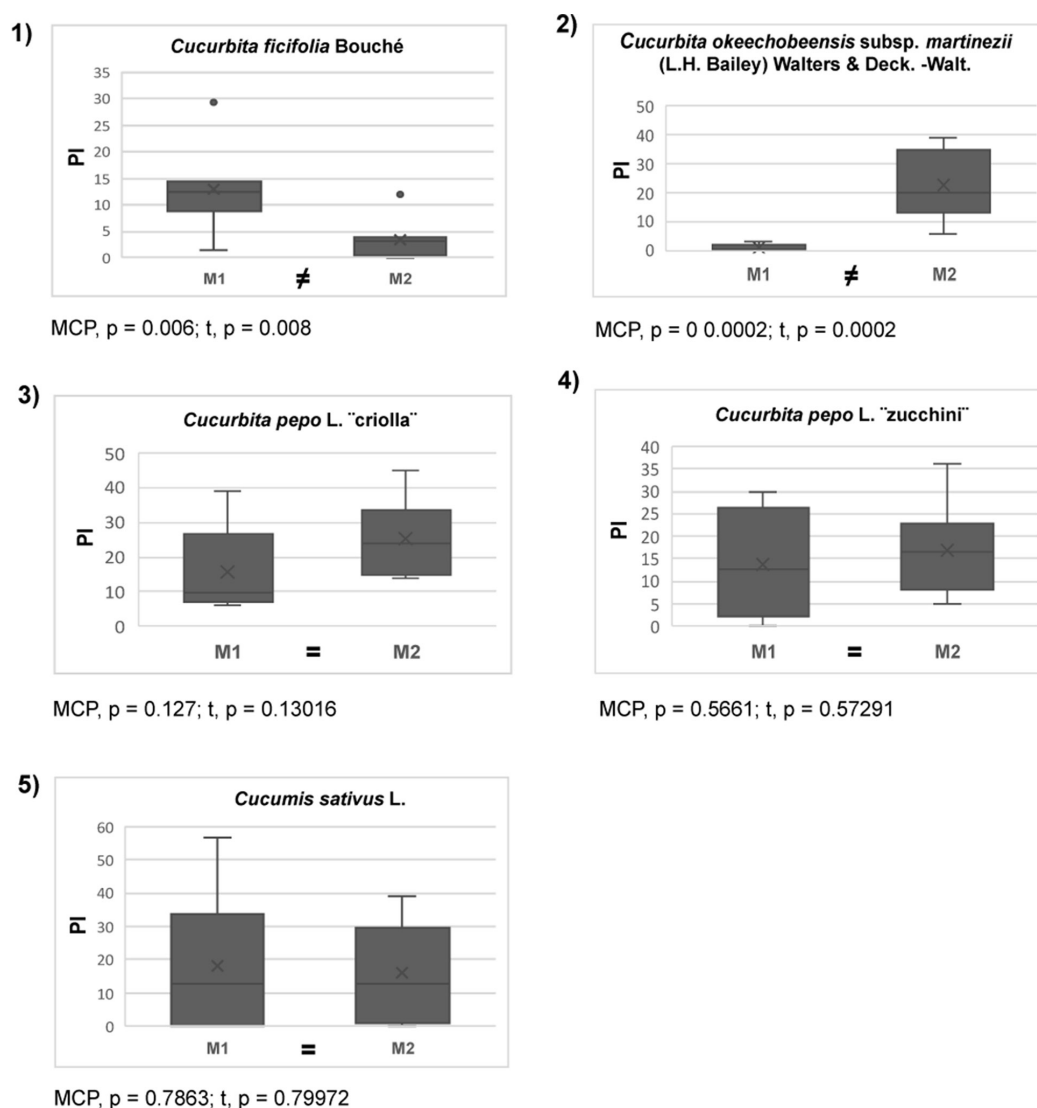 1)
Cucurbita ficifolia Bouché
35
30
25
20
15
10
5
0
PI
M1 ≠ M2
MCP, p = 0.006; t, p = 0.008
2)
Cucurbita okeechobeensis subsp. martinezii
(L.H. Bailey) Walters & Deck. -Walt.
50
40
30
20
10
0
PI
M1 ≠ M2
MCP, p = 0 0.0002; t, p = 0.0002
3)
Cucurbita pepo L. ¨criolla¨
50
40
30
20
10
0
PI
M1 = M2
MCP, p = 0.127; t, p = 0.13016
4)
Cucurbita pepo L. ¨zucchini¨
40
35
30
25
20
15
10
5
0
PI
M1 = M2
MCP, p = 0.5661; t, p = 0.57291
5)
Cucumis sativus L.
60
50
40
30
20
10
0
PI
M1 = M2
MCP, p = 0.7863; t, p = 0.79972